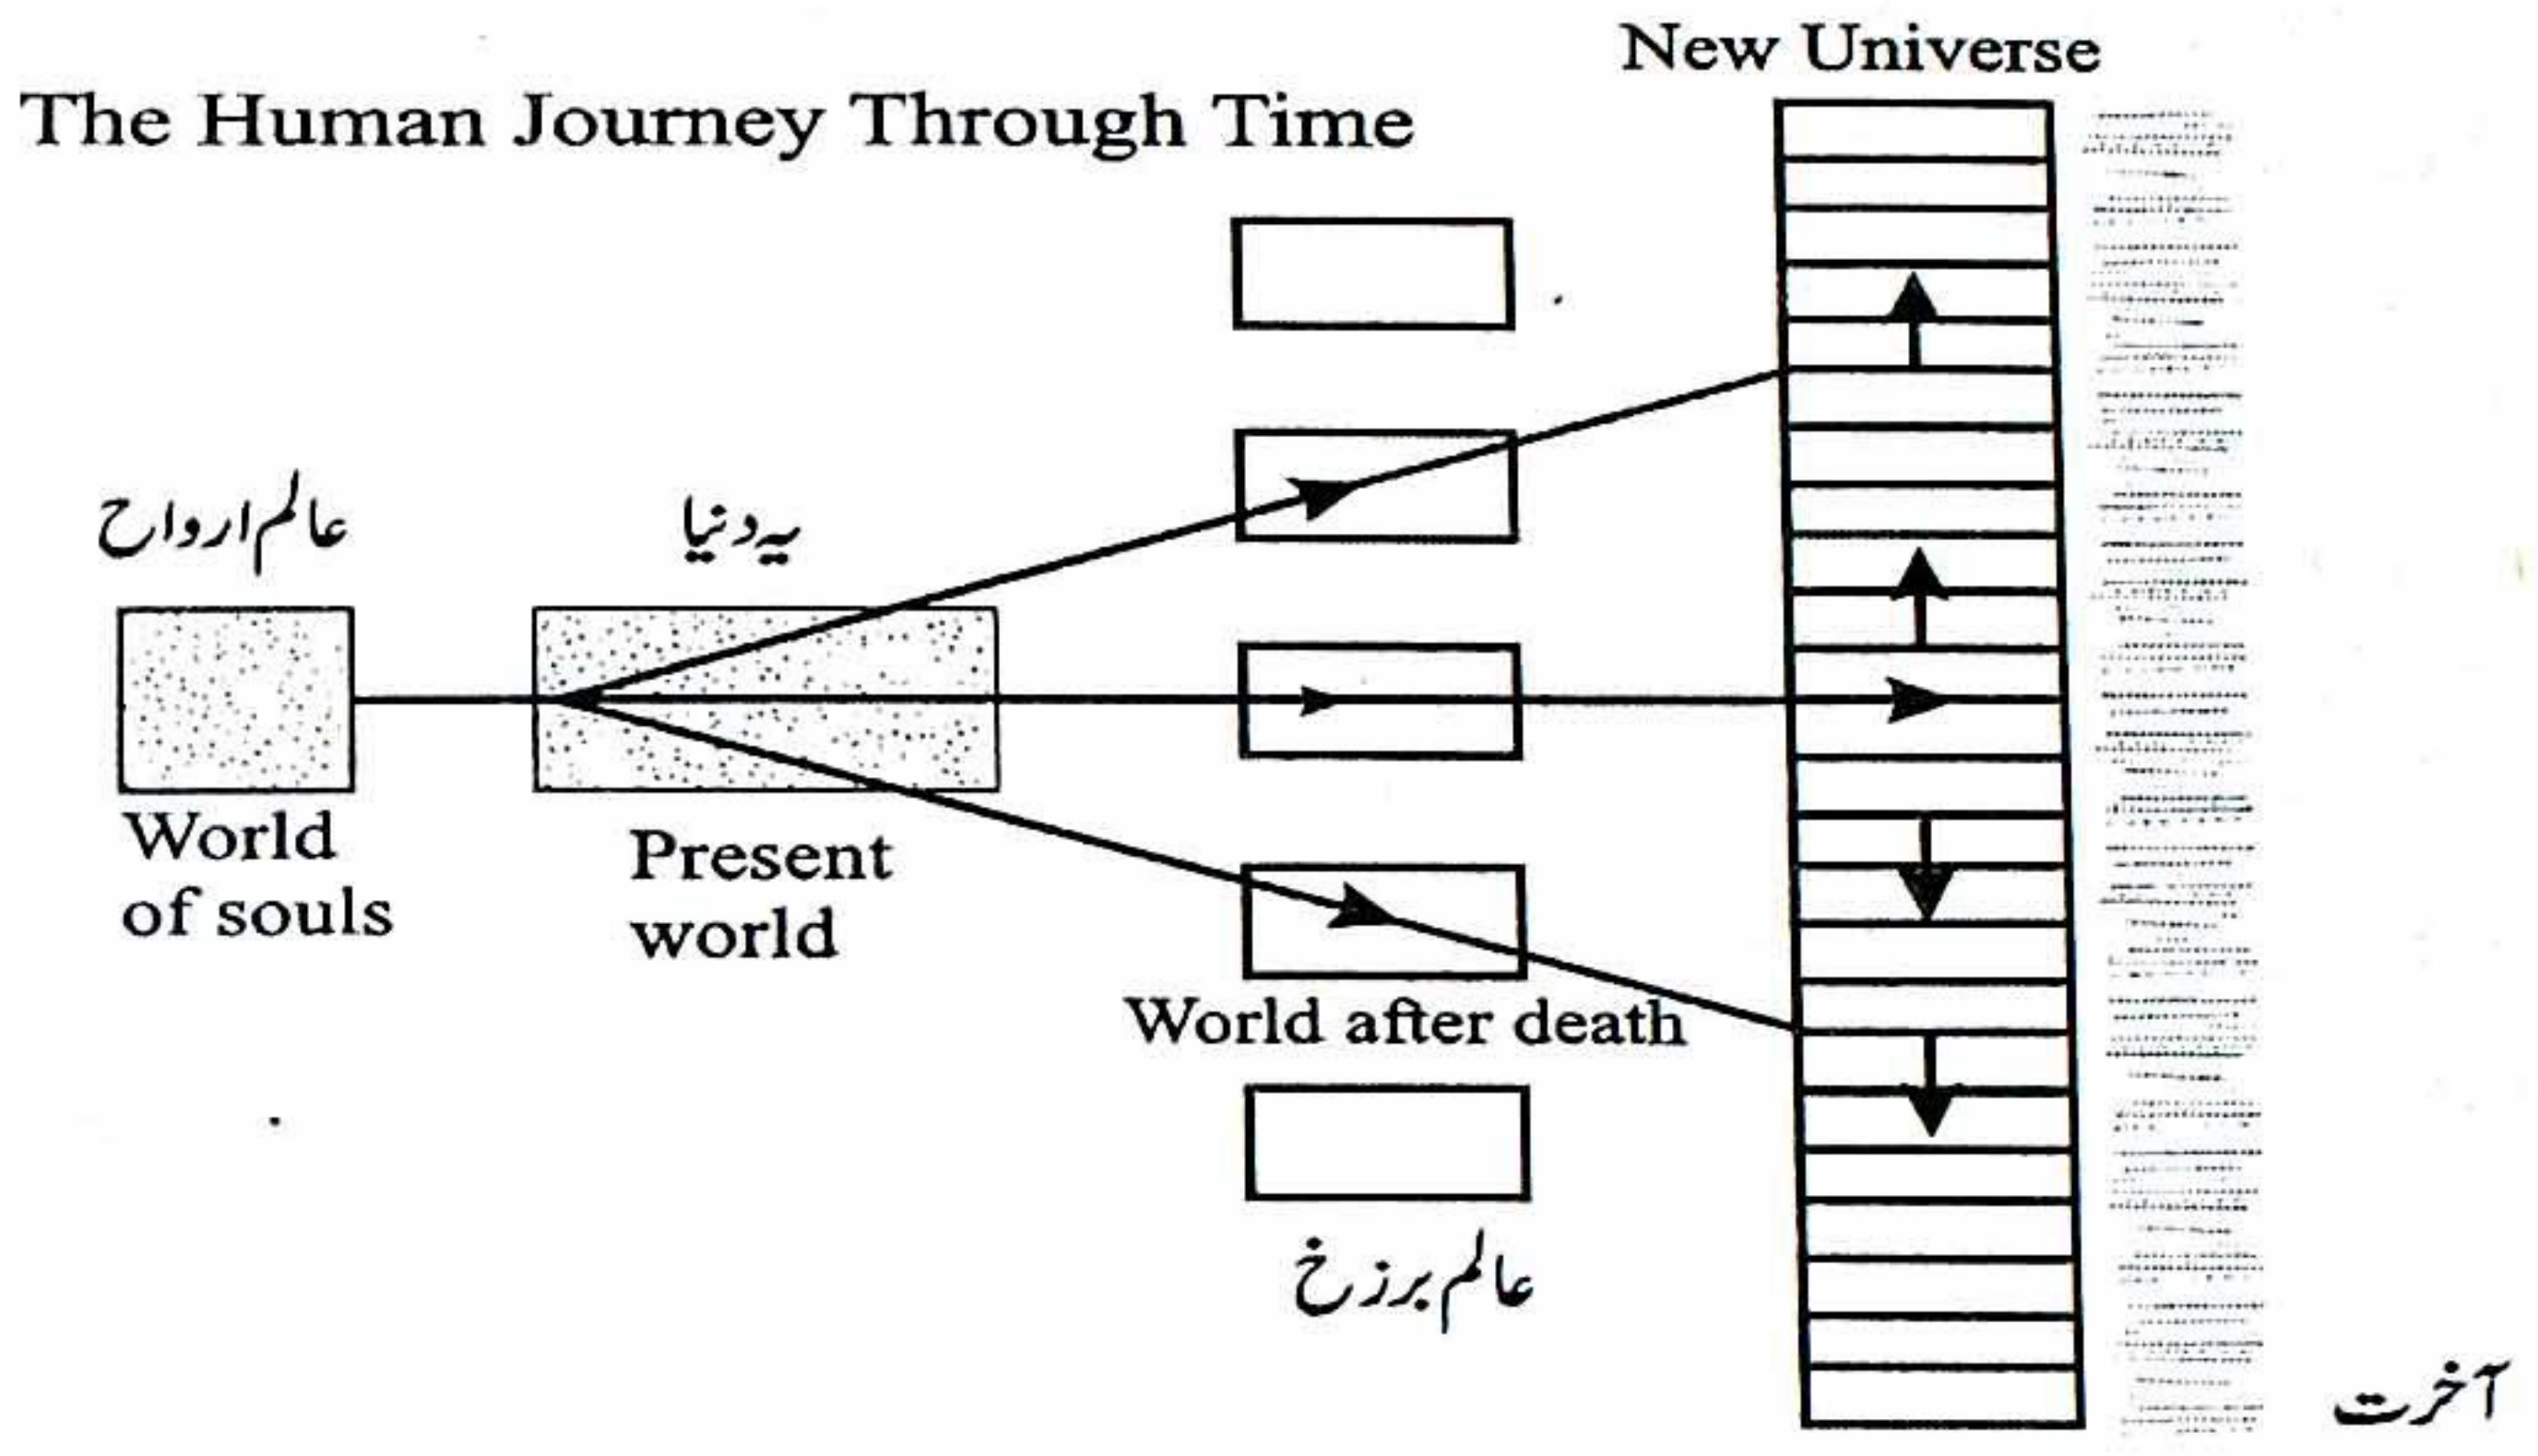 New Universe
The Human Journey Through Time
عالم ارواح
یہ دنیا
World
of souls
Present
world
World after death
عالم برزخ
آخرت